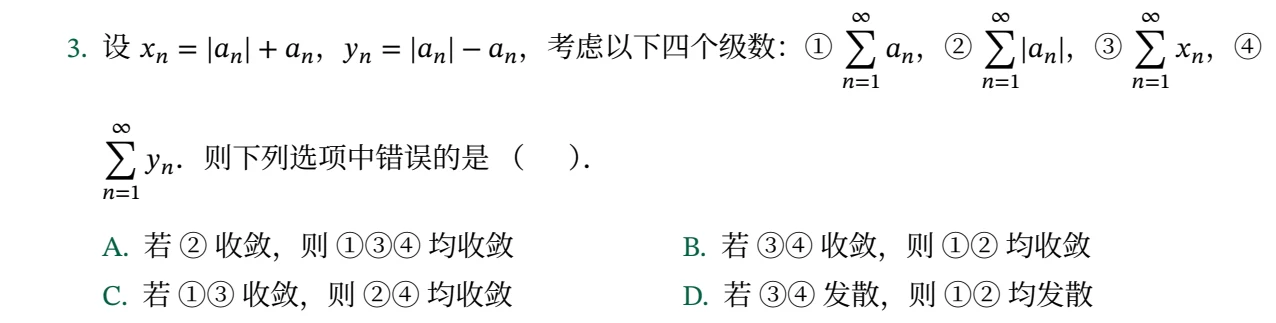 3. 设 $x_n = |a_n| + a_n$，$y_n = |a_n| - a_n$，考虑以下四个级数：① $\sum_{n=1}^{\infty} a_n$，② $\sum_{n=1}^{\infty} |a_n|$，③ $\sum_{n=1}^{\infty} x_n$，④
$\sum_{n=1}^{\infty} y_n$．则下列选项中错误的是（ ）．
A. 若 ② 收敛，则 ①③④ 均收敛 B. 若 ③④ 收敛，则 ①② 均收敛
C. 若 ①③ 收敛，则 ②④ 均收敛 D. 若 ③④ 发散，则 ①② 均发散